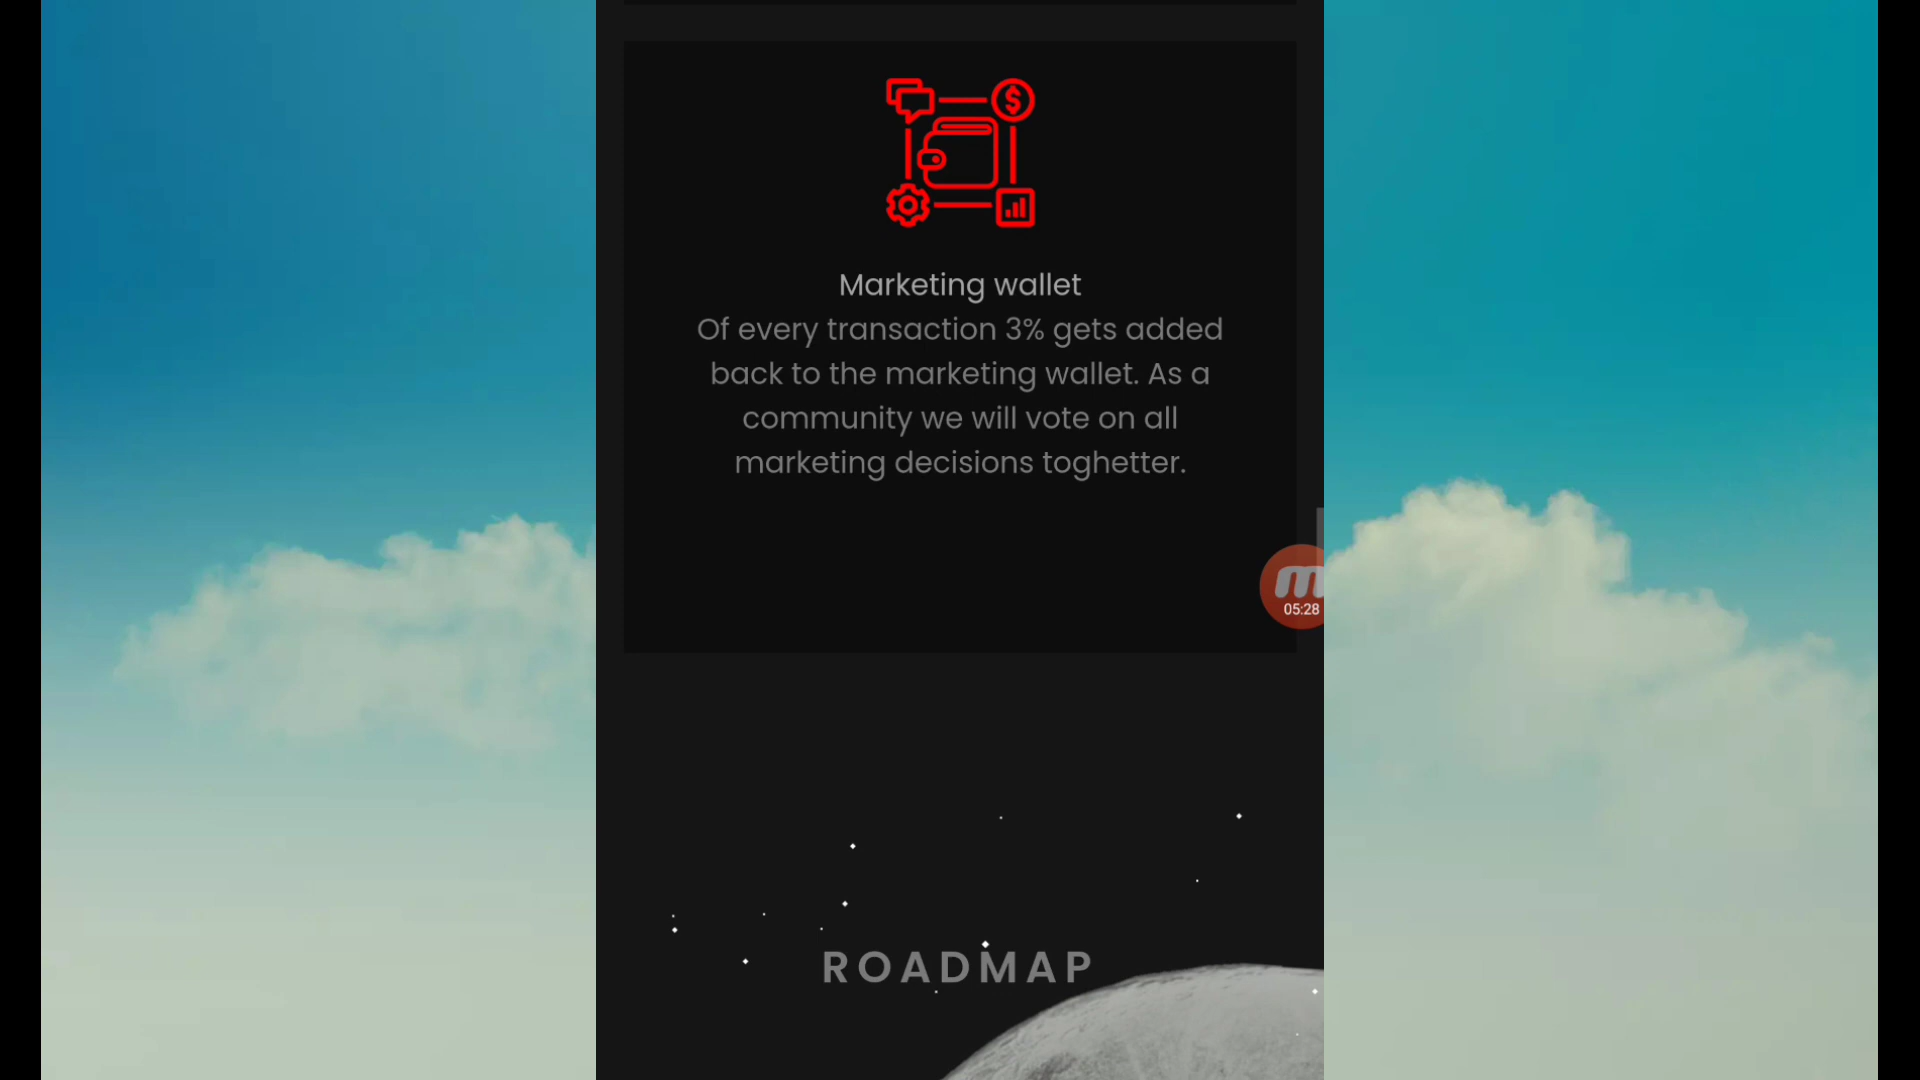 Marketing wallet
Of every transaction 3% gets added
back to the marketing wallet. As a
community we will vote on all
marketing decisions toghetter.
m
05:28
ROADMAP